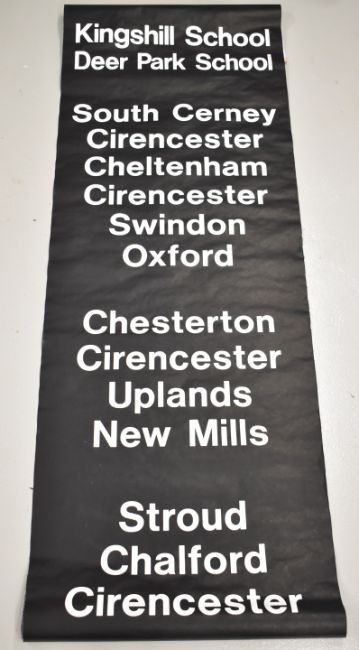 Kingshill School
Deer Park School
South Cerney
Cirencester
Cheltenham
Cirencester
Swindon
Oxford
Chesterton
Cirencester
Uplands
New Mills
Stroud
Chalford
Cirencester